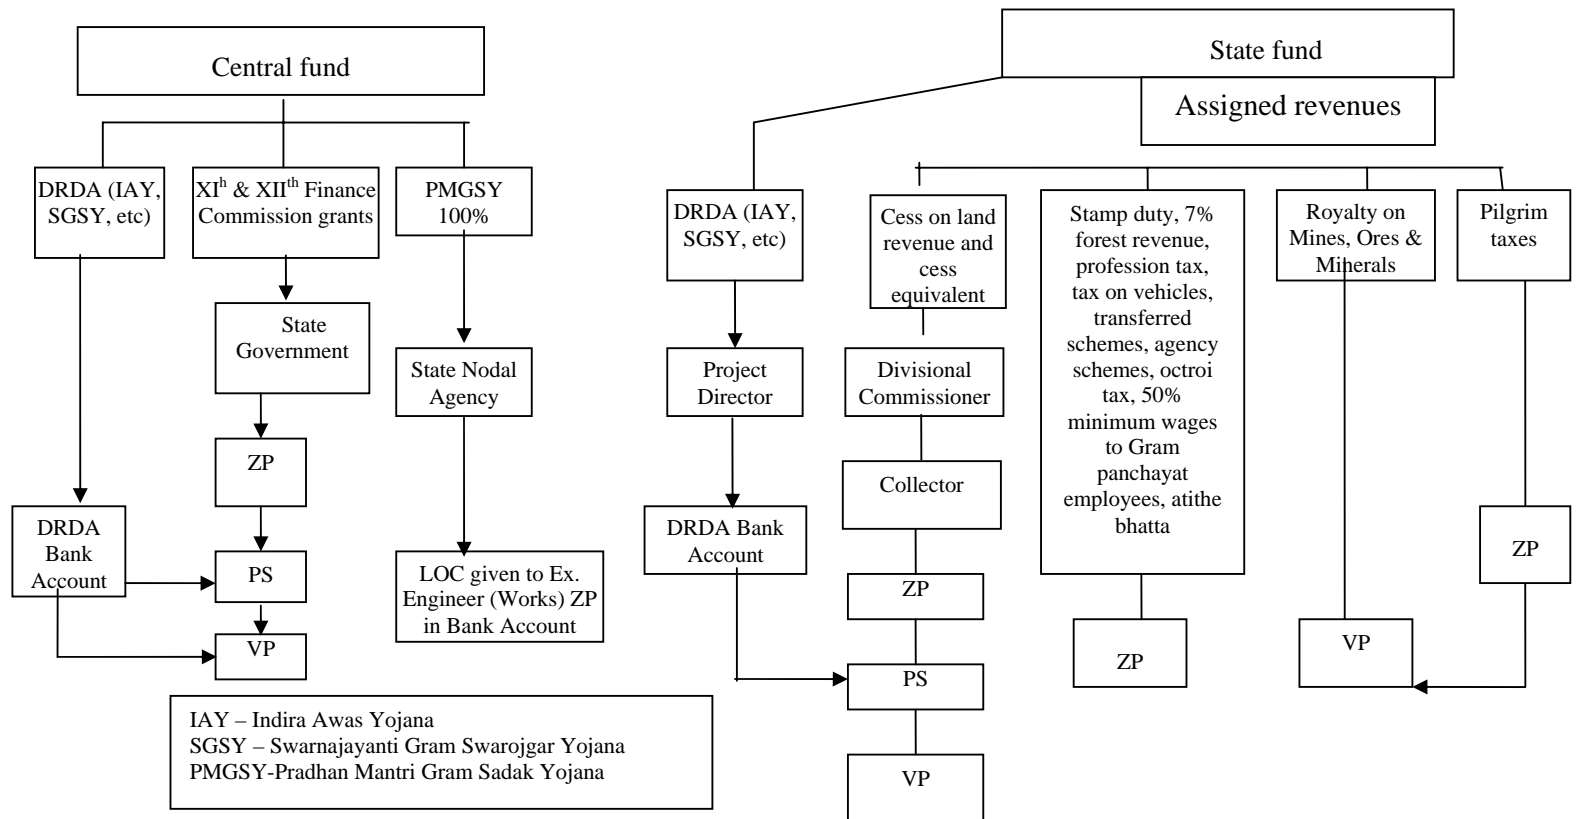 Central fund
DRDA (IAY,
SGSY, etc)
XIʰ & XIIᵗʰ Finance
Commission grants
PMGSY
100%
State
Government
State Nodal
Agency
ZP
DRDA
Bank
Account
PS
LOC given to Ex.
Engineer (Works) ZP
in Bank Account
VP
IAY – Indira Awas Yojana
SGSY – Swarnajayanti Gram Swarojgar Yojana
PMGSY-Pradhan Mantri Gram Sadak Yojana
State fund
Assigned revenues
DRDA (IAY,
SGSY, etc)
Project
Director
DRDA Bank
Account
Cess on land
revenue and
cess
equivalent
Divisional
Commissioner
Collector
ZP
PS
VP
Stamp duty, 7%
forest revenue,
profession tax,
tax on vehicles,
transferred
schemes, agency
schemes, octroi
tax, 50%
minimum wages
to Gram
panchayat
employees, atithe
bhatta
ZP
Royalty on
Mines, Ores &
Minerals
VP
Pilgrim
taxes
ZP